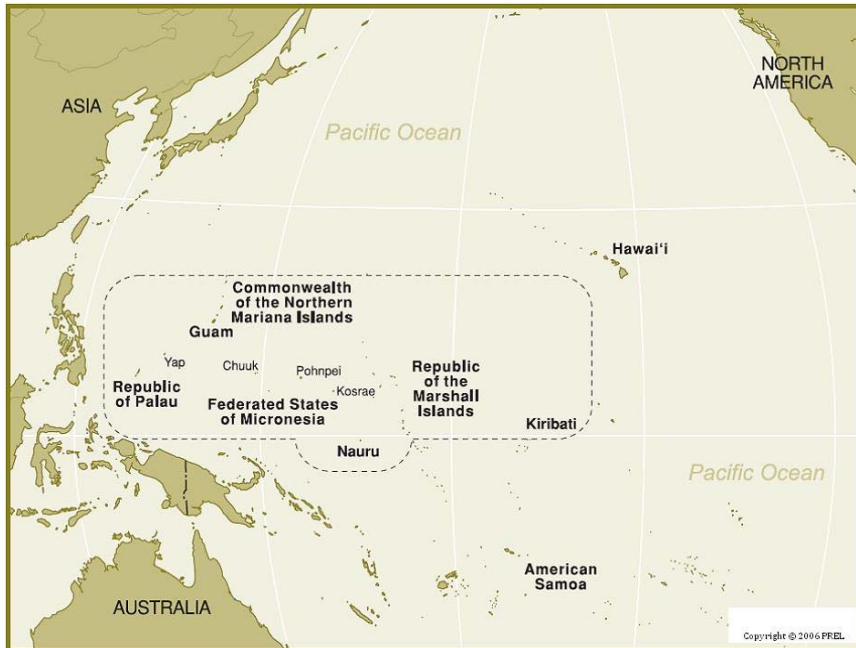 NORTH
AMERICA
ASIA
Pacific Ocean
Hawai‘i
Commonwealth
of the Northern
Mariana Islands
Guam
Yap
Chuuk
Pohnpei
Kosrae
Republic
of the
Marshall
Islands
Republic
of Palau
Federated States
of Micronesia
Kiribati
Nauru
Pacific Ocean
American
Samoa
AUSTRALIA
Copyright © 2006 PREL